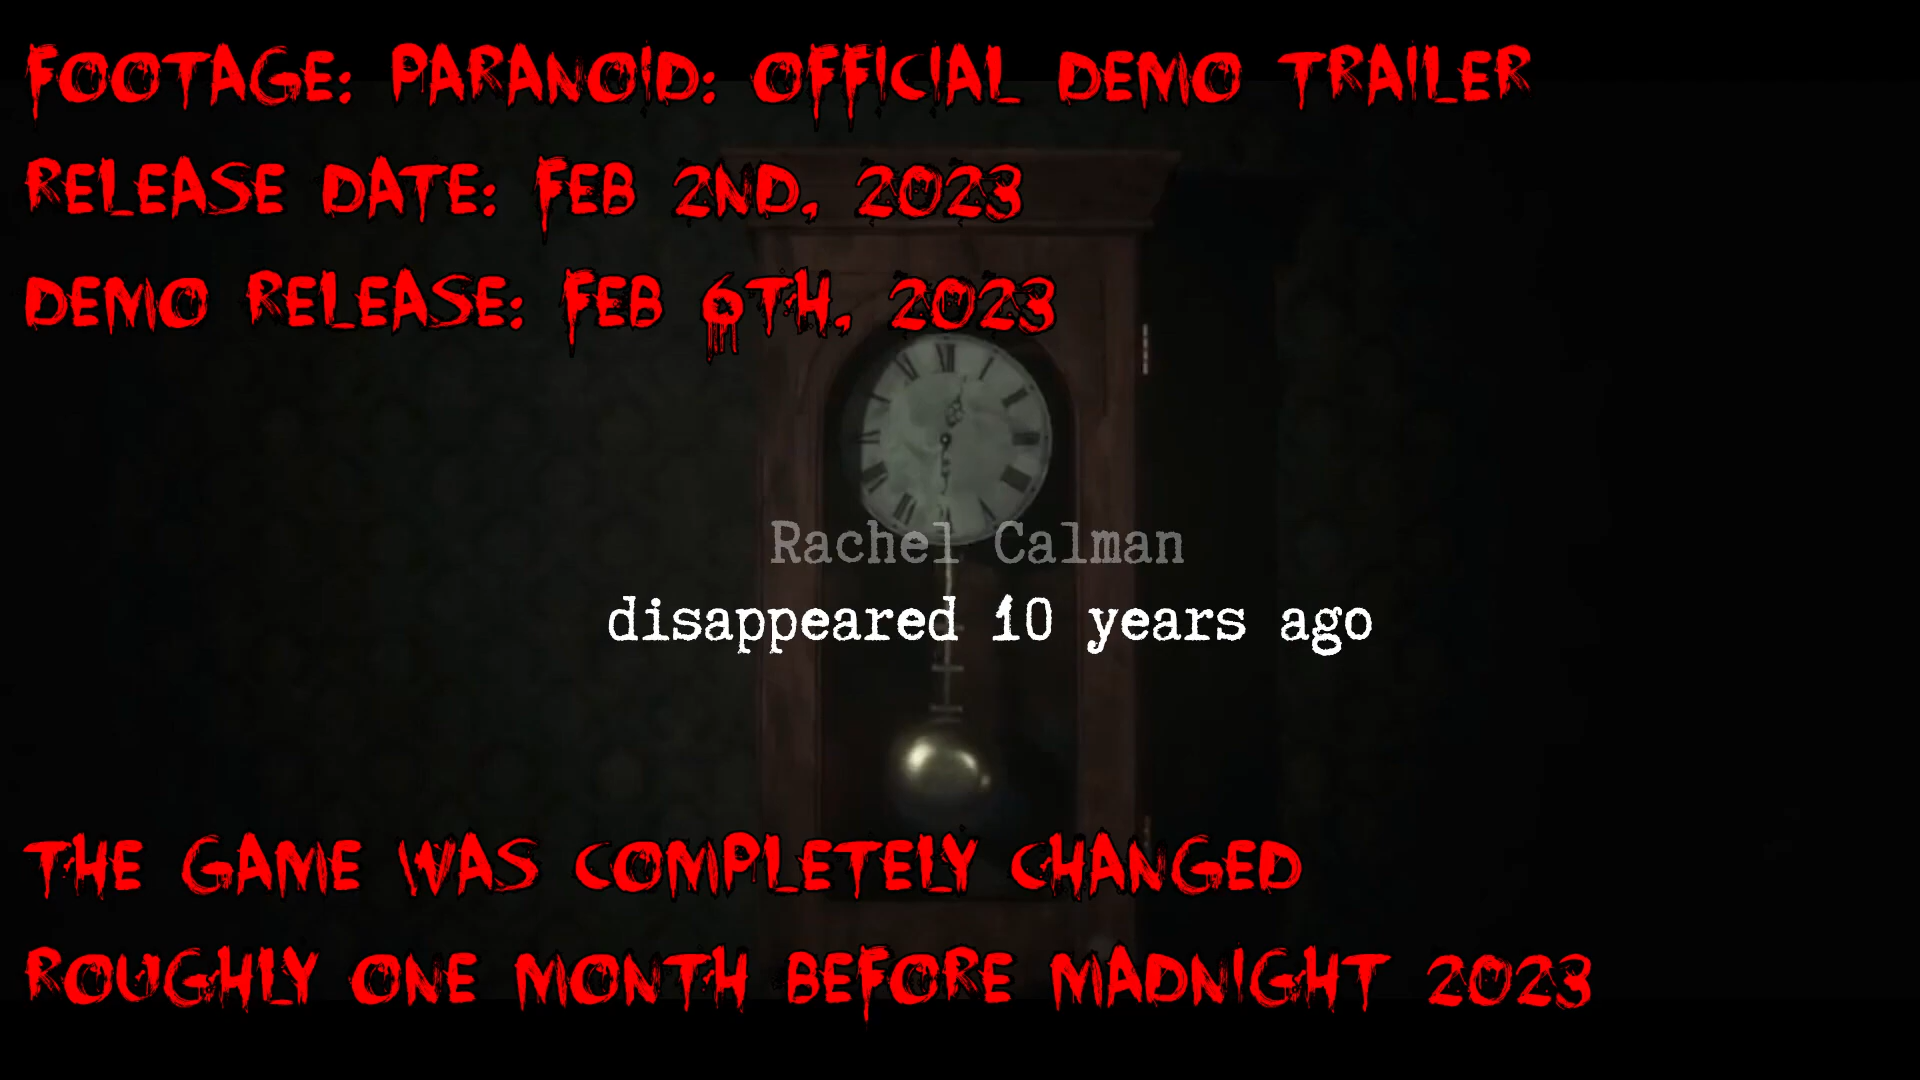 FOOTAGE: PARANOID: OFFICIAL DEMO TRAILER
RELEASE DATE: FEB 2ND, 2023
DEMO RELEASE: FEB 6TH, 2023
Rachel Calman
disappeared 10 years ago
THE GAME WAS COMPLETELY CHANGED
ROUGHLY ONE MONTH BEFORE MADNIGHT 2023